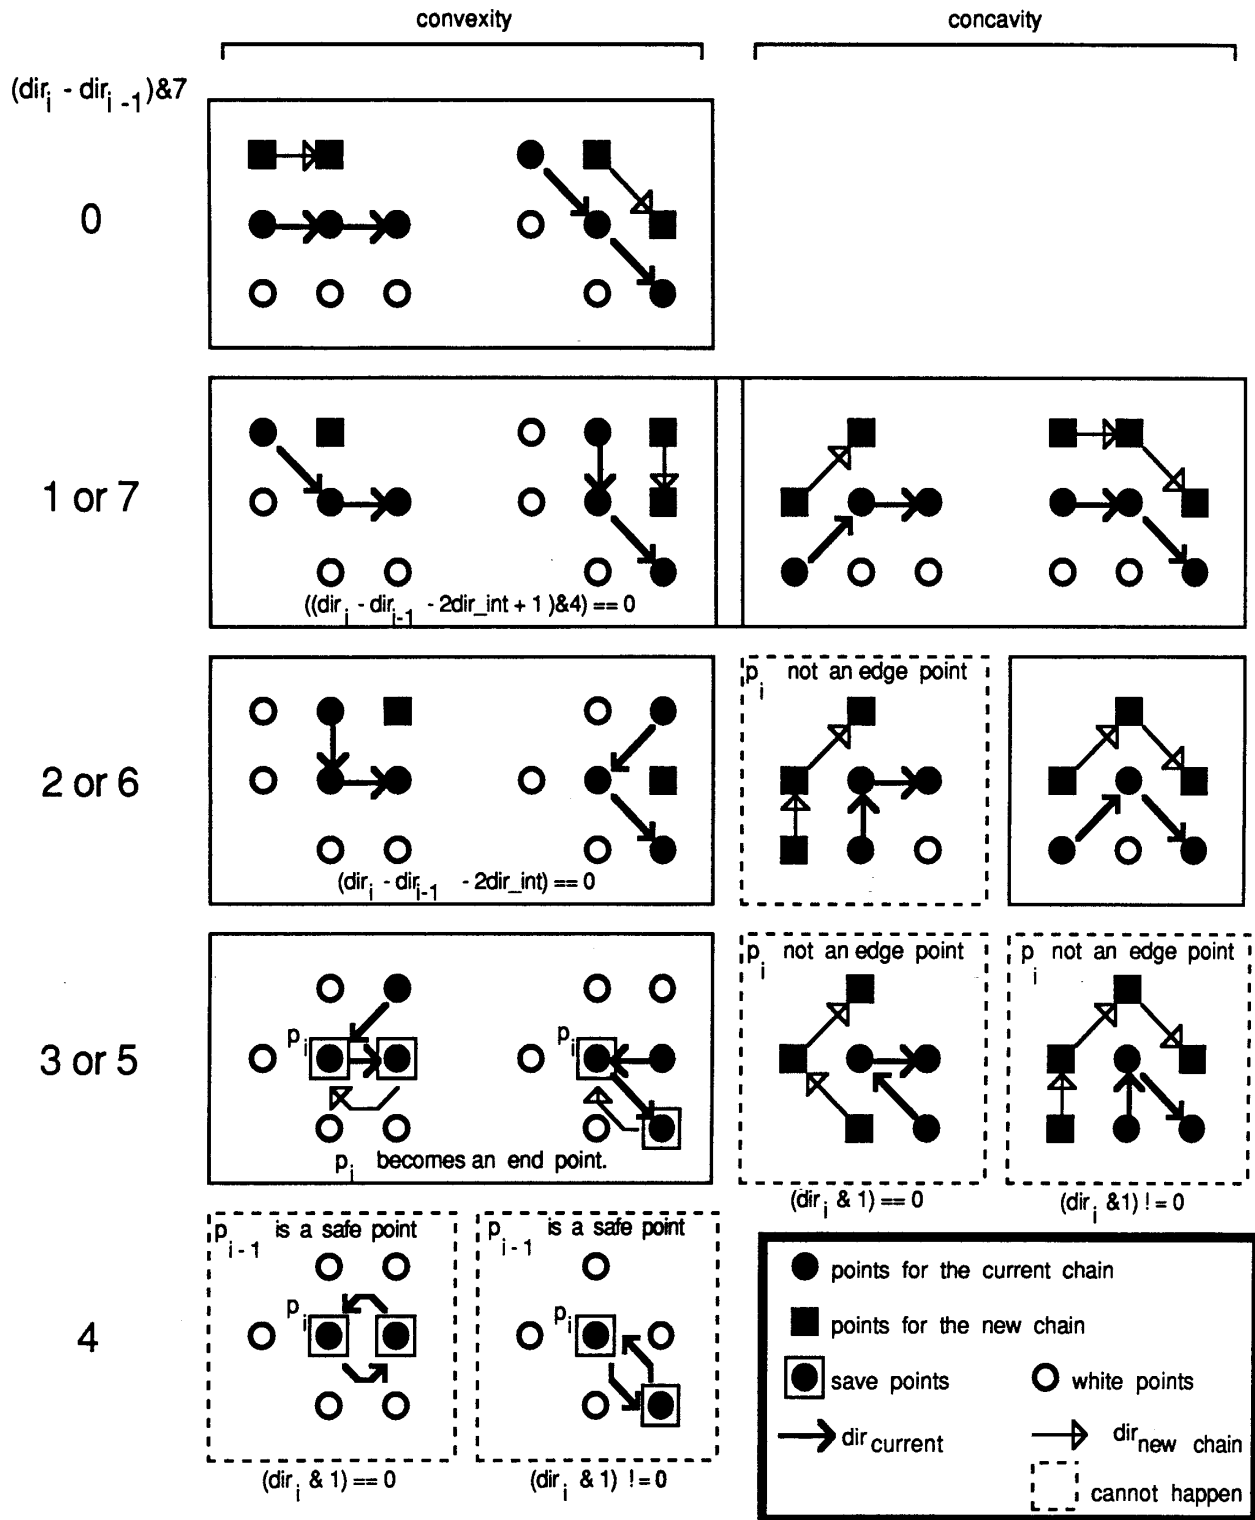 convexity
concavity
(dir_i - dir_i-1)&7
0
1 or 7
((dir_i - dir_i-1 - 2dir_int + 1 )&4) == 0
2 or 6
(dir_i - dir_i-1 - 2dir_int) == 0
p_i not an edge point
3 or 5
p_i
p_i
p_i becomes an end point.
p_i not an edge point
p_i not an edge point
(dir_i & 1) == 0
(dir_i &1) ! = 0
4
p_i-1 is a safe point
p_i
p_i-1 is a safe point
p_i
(dir_i & 1) == 0
(dir_i & 1) ! = 0
points for the current chain
points for the new chain
save points
white points
dir_current
dir_new chain
cannot happen